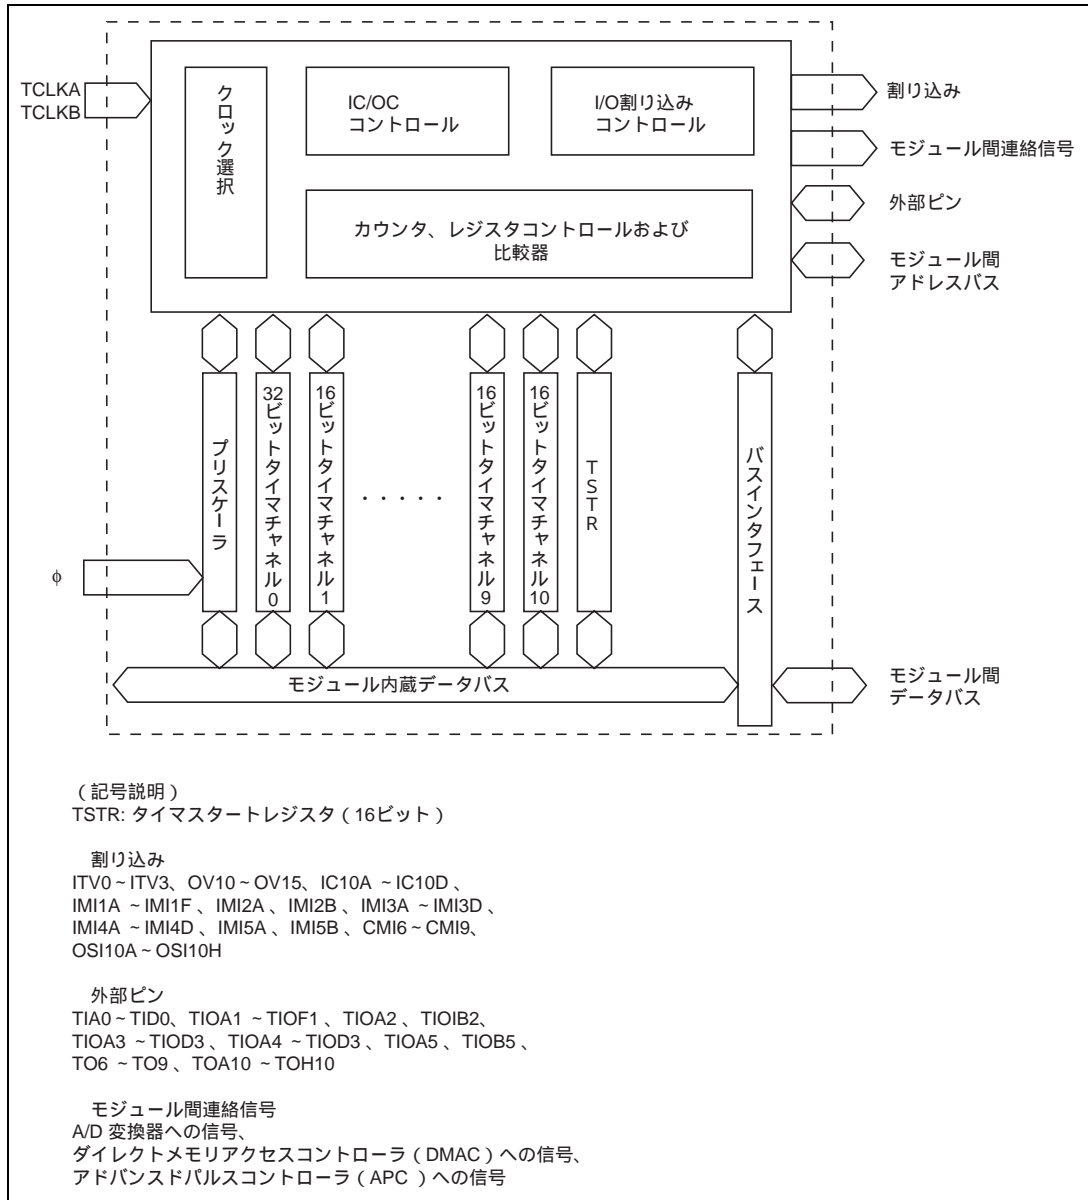 TCLKA
TCLKB
クロック選択
IC/OC
コントロール
I/O割り込み
コントロール
カウンタ、レジスタコントロールおよび
比較器
割り込み
モジュール間連絡信号
外部ピン
モジュール間
アドレスバス
プリスケーラ
32ビットタイマチャネル0
16ビットタイマチャネル1
・・・・・
16ビットタイマチャネル9
16ビットタイマチャネル10
TSTR
バスインタフェース
φ
モジュール内蔵データバス
モジュール間
データバス
（記号説明）
TSTR: タイマスタートレジスタ（16ビット）
割り込み
ITV0～ITV3、OV10～OV15、IC10A ～IC10D 、
IMI1A ～IMI1F 、IMI2A 、IMI2B 、IMI3A ～IMI3D 、
IMI4A ～IMI4D 、IMI5A 、IMI5B 、CMI6～CMI9、
OSI10A～OSI10H
外部ピン
TIA0～TID0、TIOA1 ～TIOF1 、TIOA2 、TIOIB2、
TIOA3 ～TIOD3 、TIOA4 ～TIOD3 、TIOA5 、TIOB5 、
TO6 ～TO9 、TOA10 ～TOH10
モジュール間連絡信号
A/D 変換器への信号、
ダイレクトメモリアクセスコントローラ（DMAC）への信号、
アドバンスドパルスコントローラ（APC ）への信号